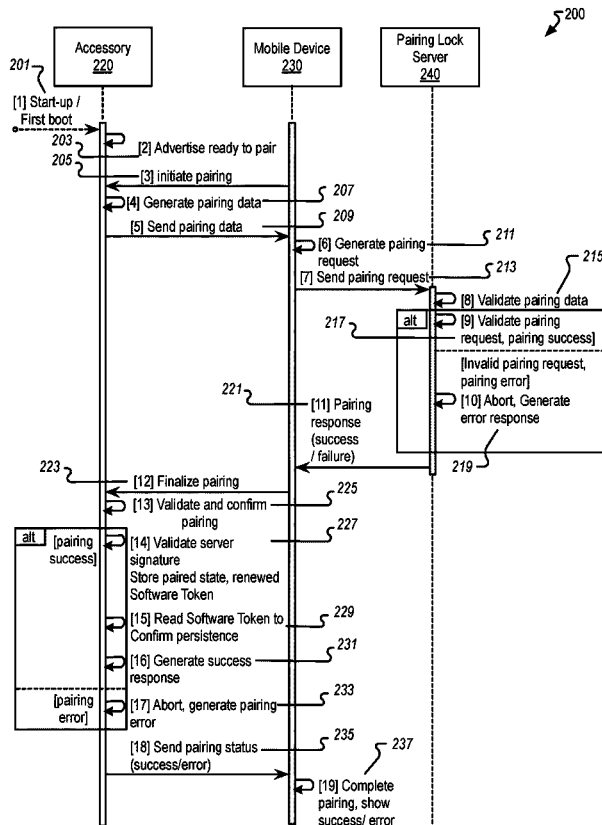 200
Accessory
220
Mobile Device
230
Pairing Lock
Server
240
201
[1] Start-up /
First boot
203
[2] Advertise ready to pair
205
[3] initiate pairing
[4] Generate pairing data
207
209
[5] Send pairing data
[6] Generate pairing
request
211
[7] Send pairing request
213
215
[8] Validate pairing data
alt
217
[9] Validate pairing
request, pairing success]
[Invalid pairing request,
pairing error]
[10] Abort, Generate
error response
221
[11] Pairing
response
(success
/ failure)
219
223
[12] Finalize pairing
[13] Validate and confirm
pairing
225
227
alt
[pairing
success]
[14] Validate server
signature
Store paired state, renewed
Software Token
[15] Read Software Token to
Confirm persistence
229
[16] Generate success
response
231
[pairing
error]
[17] Abort, generate pairing
error
233
[18] Send pairing status
(success/error)
235
237
[19] Complete
pairing, show
success/ error